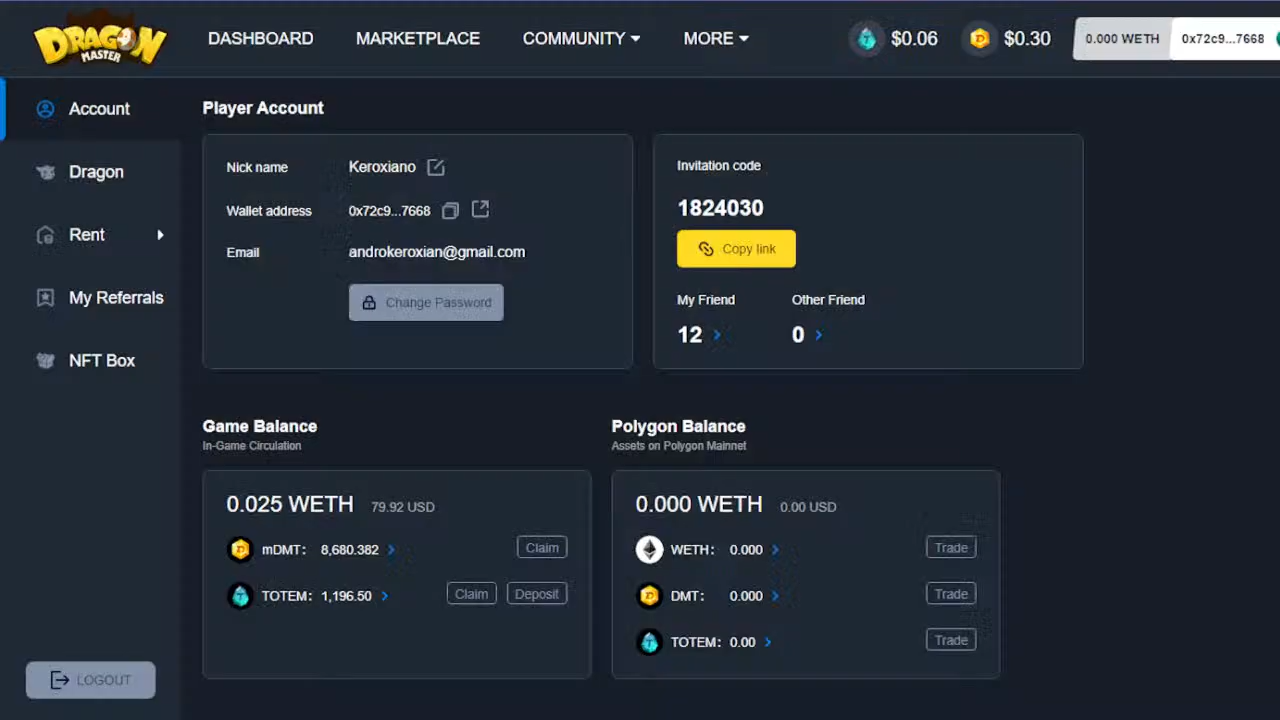 DRAGON
MASTER
DASHBOARD MARKETPLACE COMMUNITY MORE $0.06 $0.30 0.000 WETH 0x72c9...7668
Account
Dragon
Rent
My Referrals
NFT Box
LOGOUT
Player Account
Nick name Keroxiano
Wallet address 0x72c9...7668
Email androkeroxian@gmail.com
Change Password
Invitation code
1824030
Copy link
My Friend Other Friend
12 0
Game Balance
In-Game Circulation
0.025 WETH 79.92 USD
mDMT: 8,680.382 Claim
TOTEM: 1,196.50 Claim Deposit
Polygon Balance
Assets on Polygon Mainnet
0.000 WETH 0.00 USD
WETH: 0.000 Trade
DMT: 0.000 Trade
TOTEM: 0.00 Trade